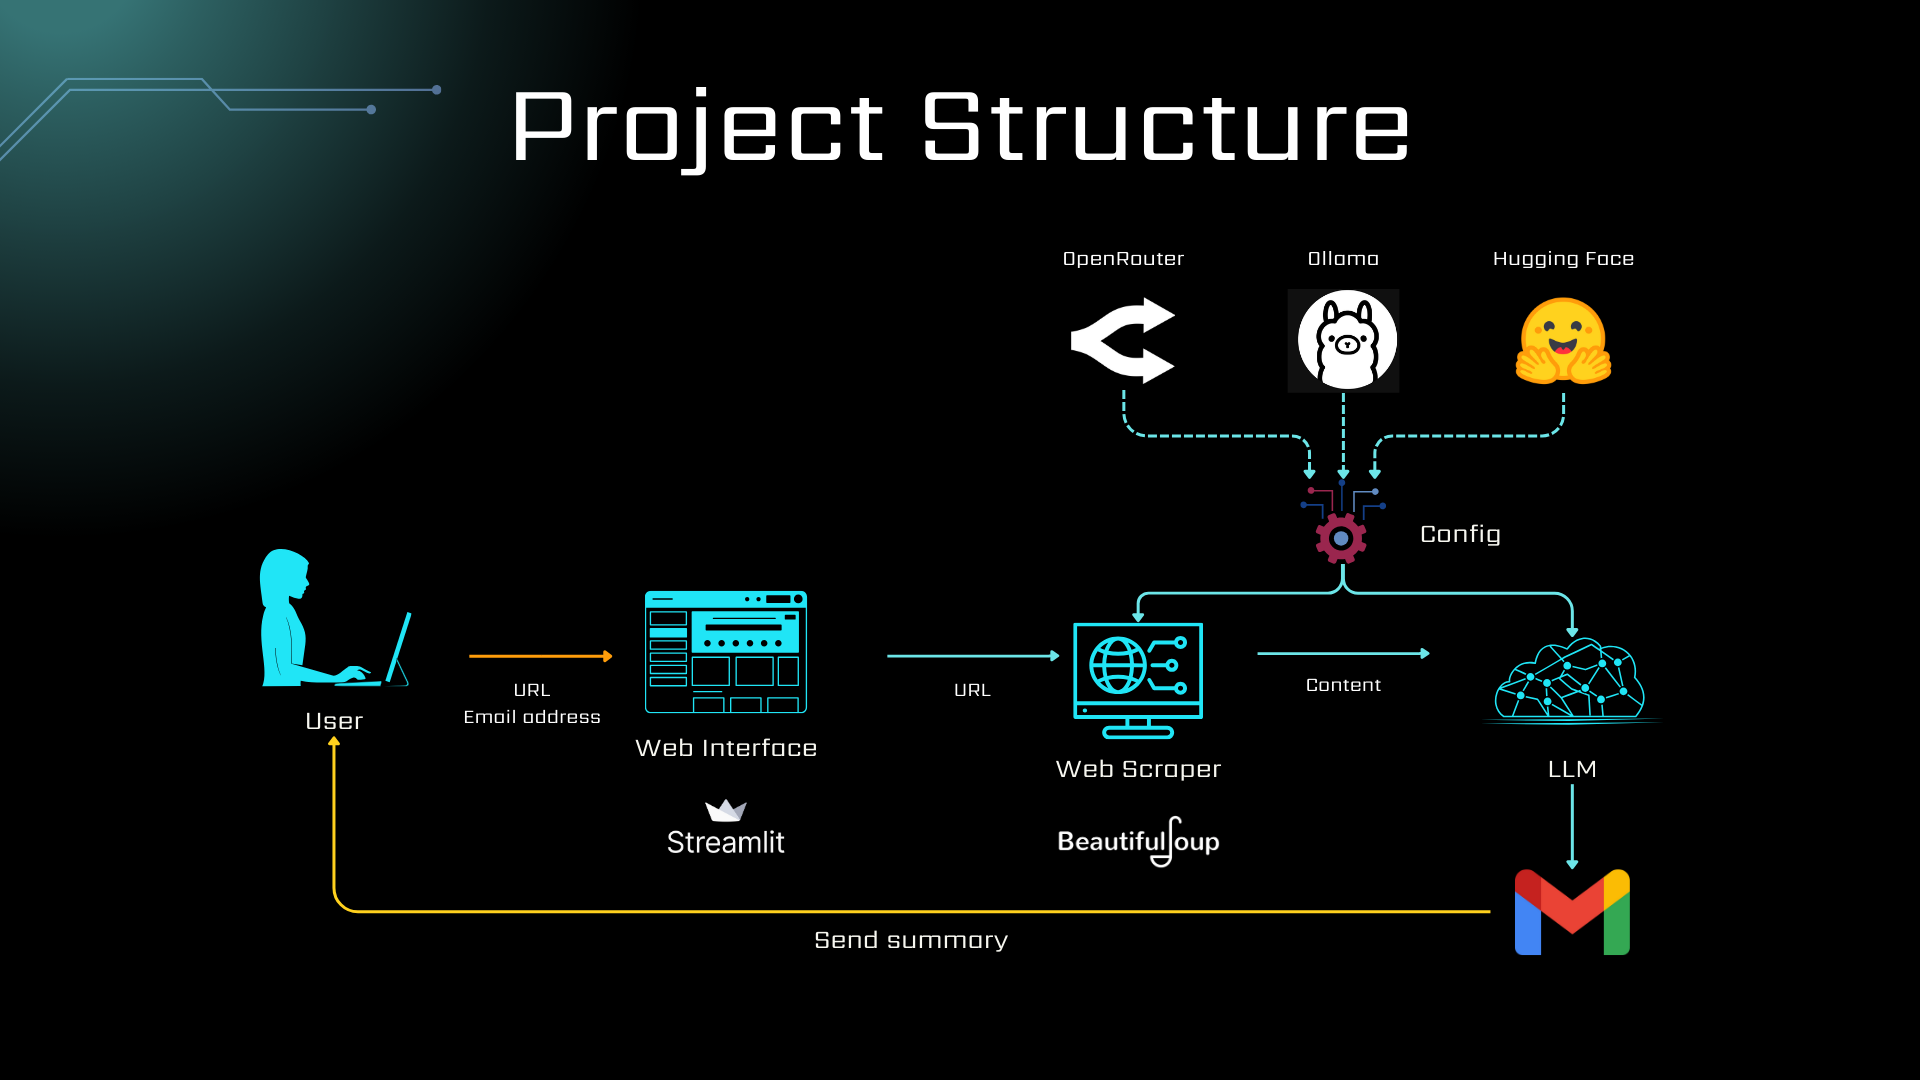 Project Structure
OpenRouter
Ollama
Hugging Face
Config
URL
Email address
URL
Content
User
Web Interface
Web Scraper
LLM
Streamlit
BeautifulSoup
Send summary